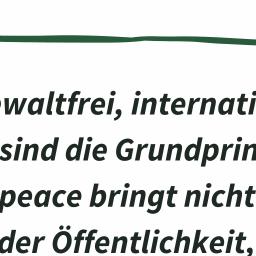 waltfrei, internati
sind die Grundprin
peace bringt nicht
der Öffentlichkeit,